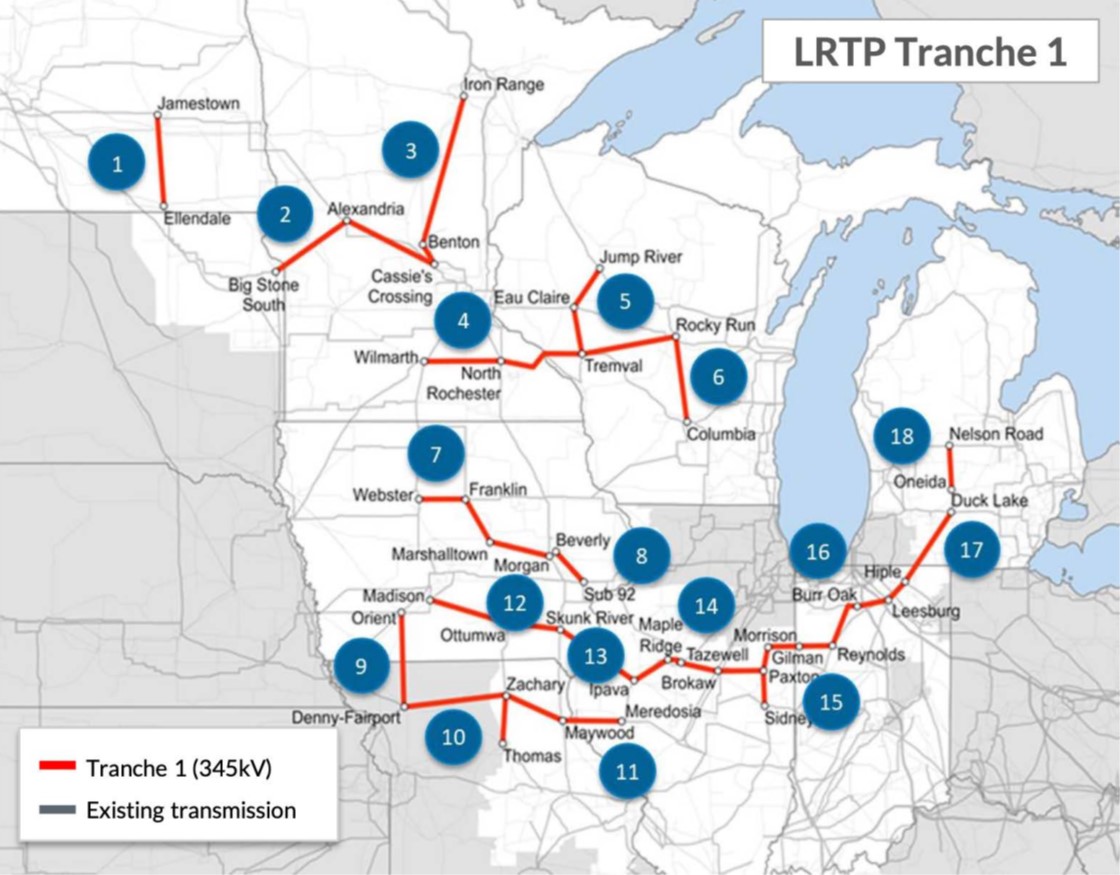 LRTP Tranche 1
Iron Range
Jamestown
3
1
Ellendale
2
Alexandria
Benton
Big Stone
South
Cassie's
Crossing
Jump River
Eau Claire
5
4
Rocky Run
Wilmarth
North
Rochester
Tremval
6
Columbia
18
Nelson Road
7
Oneida
Webster
Franklin
Duck Lake
Marshalltown
Morgan
Beverly
8
16
17
Hiple
Sub 92
Madison
12
14
Burr Oak
Leesburg
Orient
Ottumwa
Skunk River
Maple
Ridge
Morrison
9
13
Tazewell
Gilman
Reynolds
Ipava
Brokaw
Paxton
Zachary
15
Denny-Fairport
Meredosia
Sidney
10
Maywood
Thomas
11
Tranche 1 (345kV)
Existing transmission